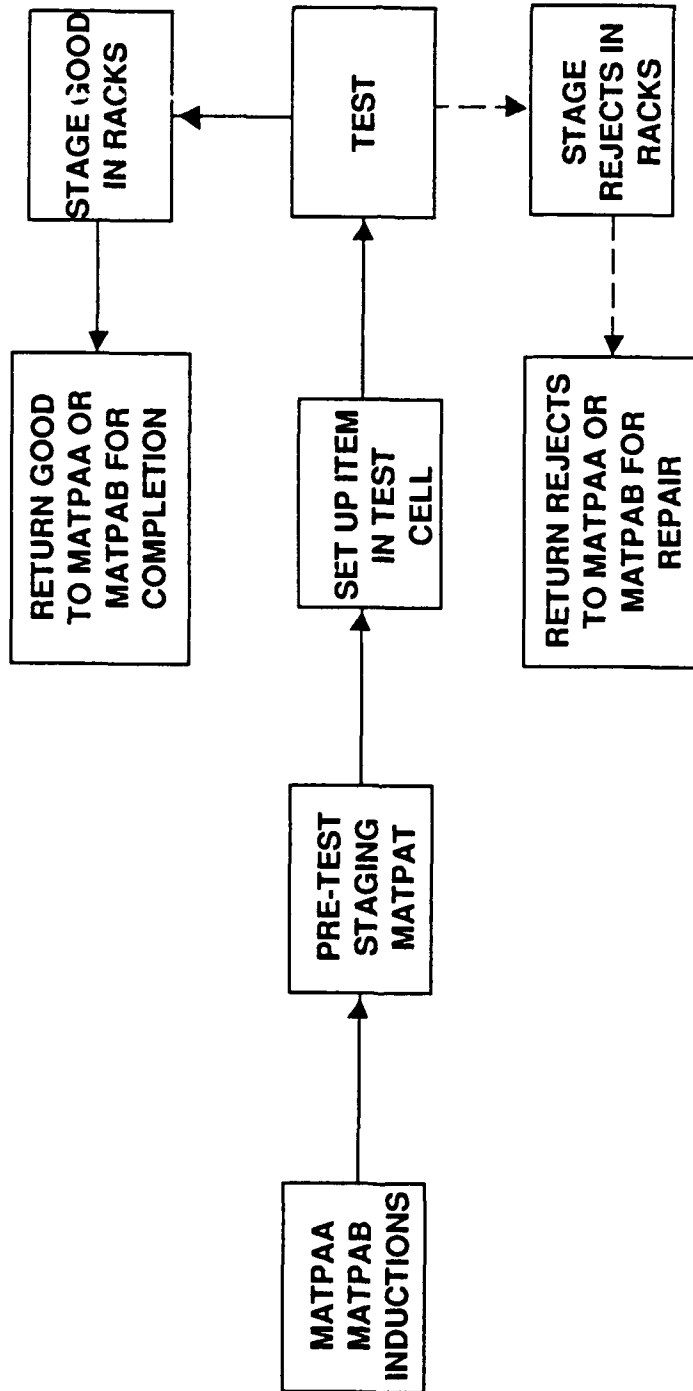 MATPAA
MATPAB
INDUCTIONS
PRE-TEST
STAGING
MATPAT
SET UP ITEM
IN TEST
CELL
TEST
STAGE GOOD
IN RACKS
RETURN GOOD
TO MATPAA OR
MATPAB FOR
COMPLETION
STAGE
REJECTS IN
RACKS
RETURN REJECTS
TO MATPAA OR
MATPAB FOR
REPAIR